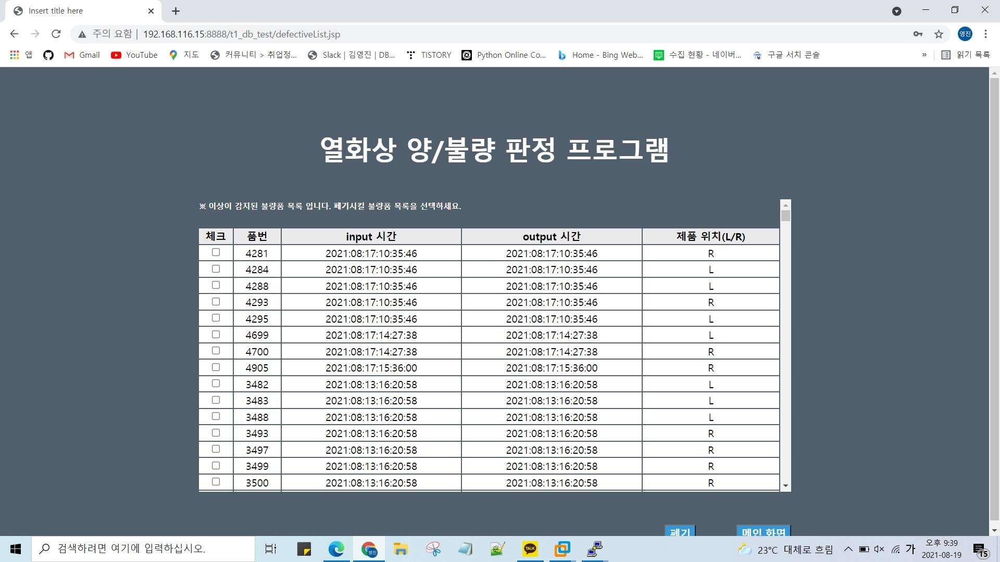 Insert title here
주의 요함 | 192.168.116.15:8888/t1_db_test/defectiveList.jsp
영진
앱 Gmail YouTube 지도 커뮤니티 > 취업정... Slack | 김영진 | DB... TISTORY Python Online Co... Home - Bing Web... 수집 현황 - 네이버... 구글 서치 콘솔 » 읽기 목록
열화상 양/불량 판정 프로그램
※ 이상이 감지된 불량품 목록 입니다. 폐기시킬 불량품 목록을 선택하세요.
체크 품번 input 시간 output 시간 제품 위치(L/R)
4281 2021:08:17:10:35:46 2021:08:17:10:35:46 R
4284 2021:08:17:10:35:46 2021:08:17:10:35:46 L
4288 2021:08:17:10:35:46 2021:08:17:10:35:46 L
4293 2021:08:17:10:35:46 2021:08:17:10:35:46 R
4295 2021:08:17:10:35:46 2021:08:17:10:35:46 L
4699 2021:08:17:14:27:38 2021:08:17:14:27:38 L
4700 2021:08:17:14:27:38 2021:08:17:14:27:38 R
4905 2021:08:17:15:36:00 2021:08:17:15:36:00 R
3482 2021:08:13:16:20:58 2021:08:13:16:20:58 L
3483 2021:08:13:16:20:58 2021:08:13:16:20:58 L
3488 2021:08:13:16:20:58 2021:08:13:16:20:58 L
3493 2021:08:13:16:20:58 2021:08:13:16:20:58 R
3497 2021:08:13:16:20:58 2021:08:13:16:20:58 R
3499 2021:08:13:16:20:58 2021:08:13:16:20:58 R
3500 2021:08:13:16:20:58 2021:08:13:16:20:58 R
폐기 메인 화면
검색하려면 여기에 입력하십시오.
영진
TALK
23°C 대체로 흐림
가
오후 9:39
2021-08-19
15